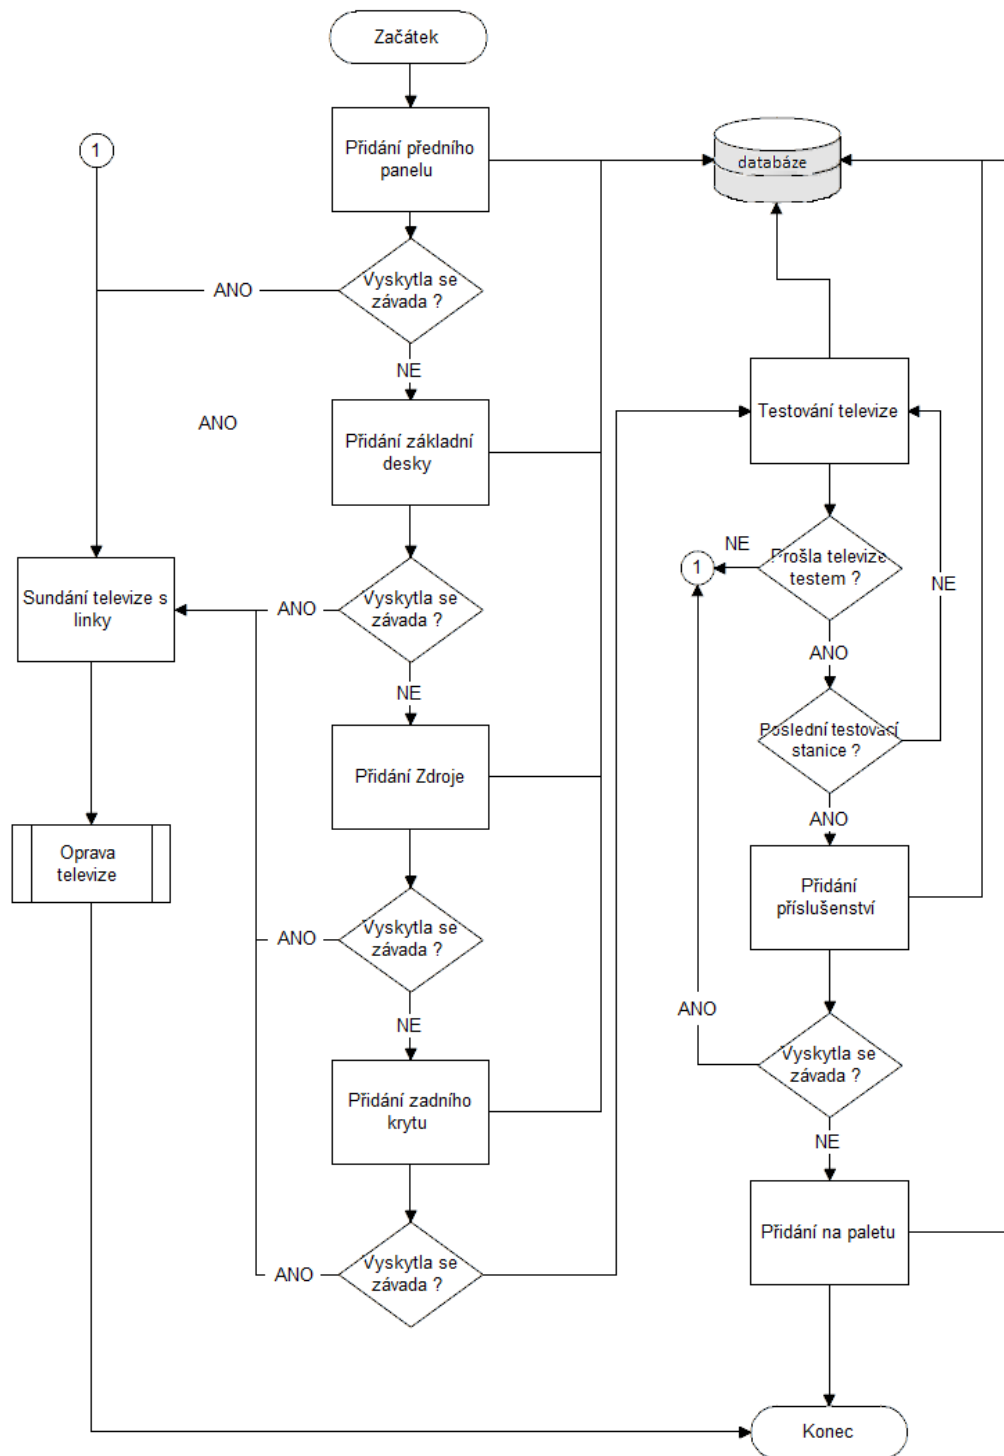 Začátek
Přidání předního
panelu
1
databáze
Vyskytla se
závada ?
ANO
NE
ANO
Přidání základní
desky
Testování televize
Vyskytla se
závada ?
ANO
NE
Sundání televize s
linky
1
NE
Prošla televize
testem ?
NE
ANO
Přidání Zdroje
Poslední testovací
stanice ?
ANO
Oprava
televize
Vyskytla se
závada ?
ANO
NE
Přidání
příslušenství
ANO
Vyskytla se
závada ?
NE
Přidání zadního
krytu
Přidání na paletu
Vyskytla se
závada ?
ANO
Konec